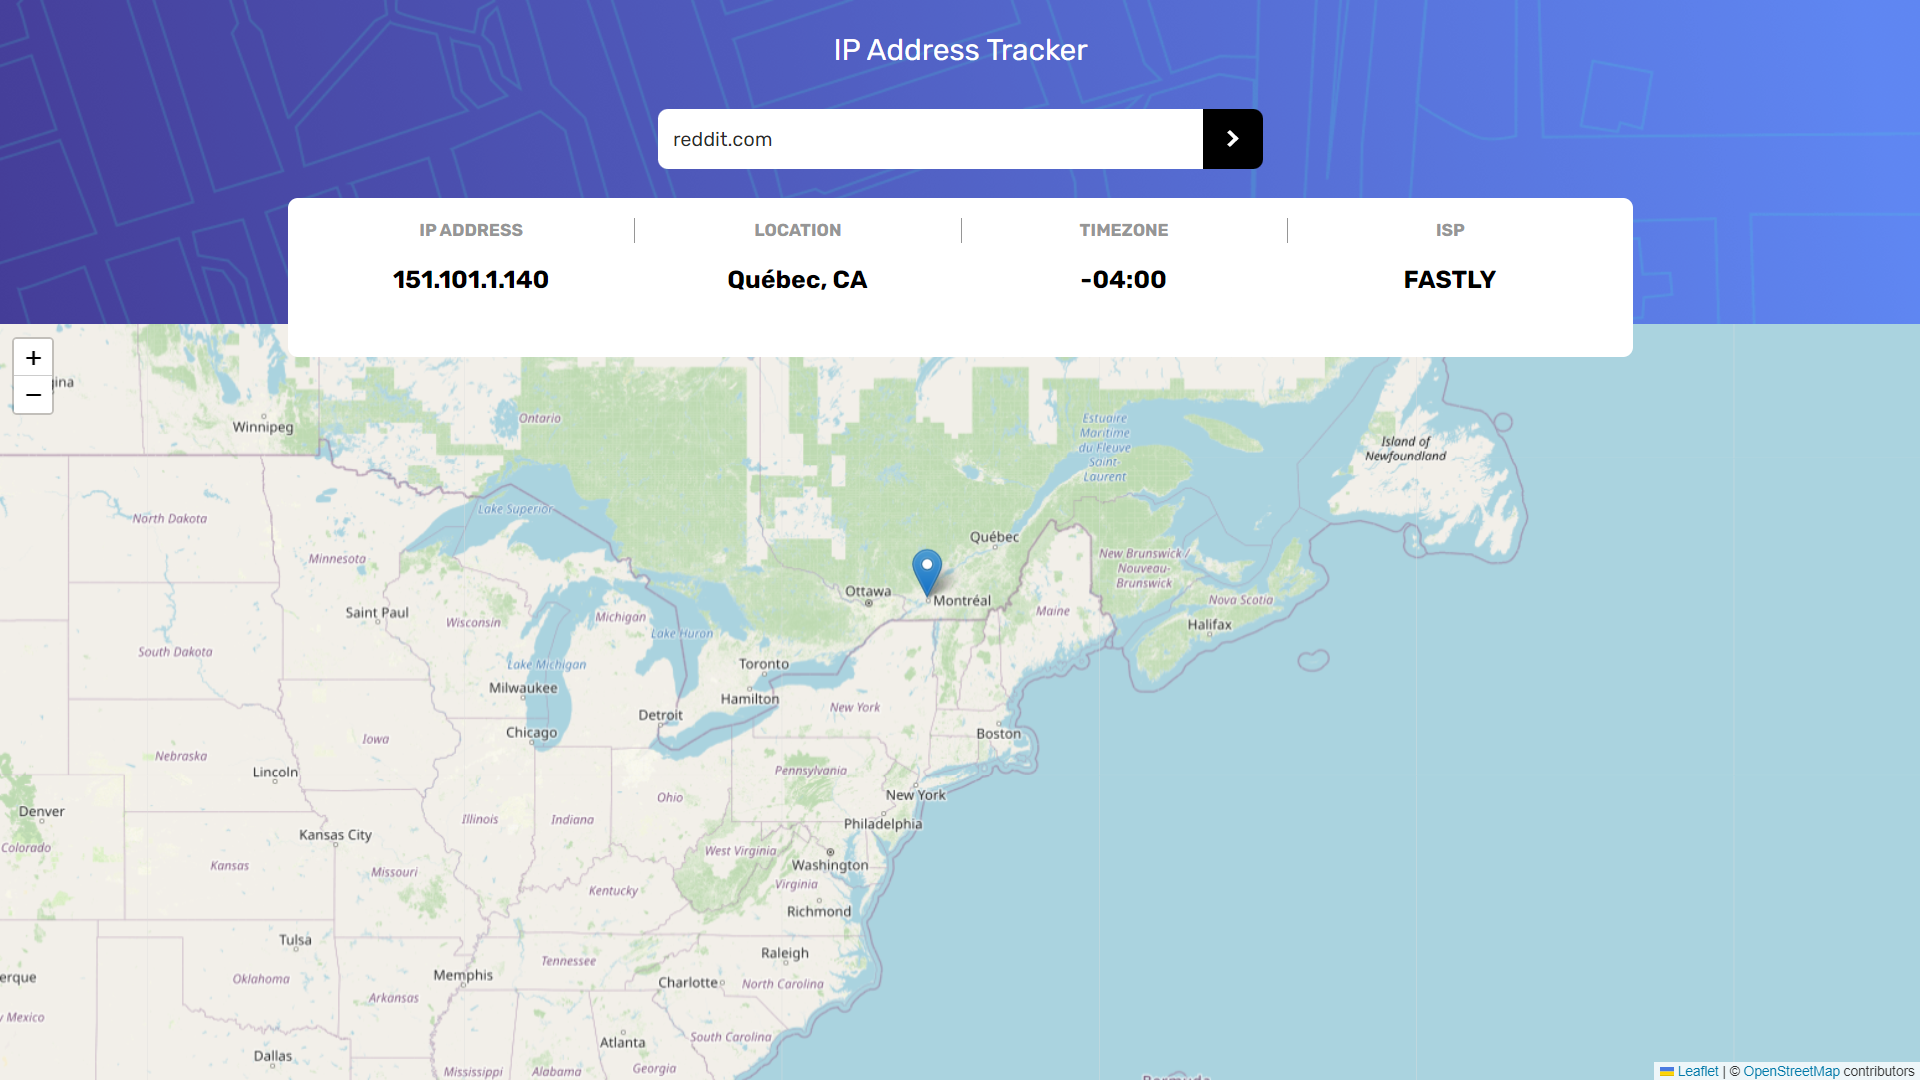 IP Address Tracker
reddit.com
IP ADDRESS
LOCATION
TIMEZONE
ISP
151.101.1.140
Québec, CA
-04:00
FASTLY
+
−
Winnipeg
Ontario
Estuaire
Maritime
du Fleuve
Saint-
Laurent
Island of
Newfoundland
North Dakota
Lake Superior
Minnesota
Québec
New Brunswick /
Nouveau-
Brunswick
Ottawa
Montréal
Nova Scotia
Maine
Halifax
Saint Paul
Wisconsin
Michigan
Lake Huron
South Dakota
Lake Michigan
Toronto
Milwaukee
Hamilton
New York
Detroit
Chicago
Boston
Iowa
Nebraska
Lincoln
Pennsylvania
Ohio
New York
Denver
Illinois
Indiana
Philadelphia
Kansas City
Colorado
West Virginia
Washington
Kansas
Missouri
Virginia
Kentucky
Richmond
Tulsa
Raleigh
Tennessee
Memphis
Charlotte
North Carolina
erque
Oklahoma
Arkansas
Mexico
South Carolina
Atlanta
Dallas
Mississippi
Alabama
Georgia
Leaflet | © OpenStreetMap contributors